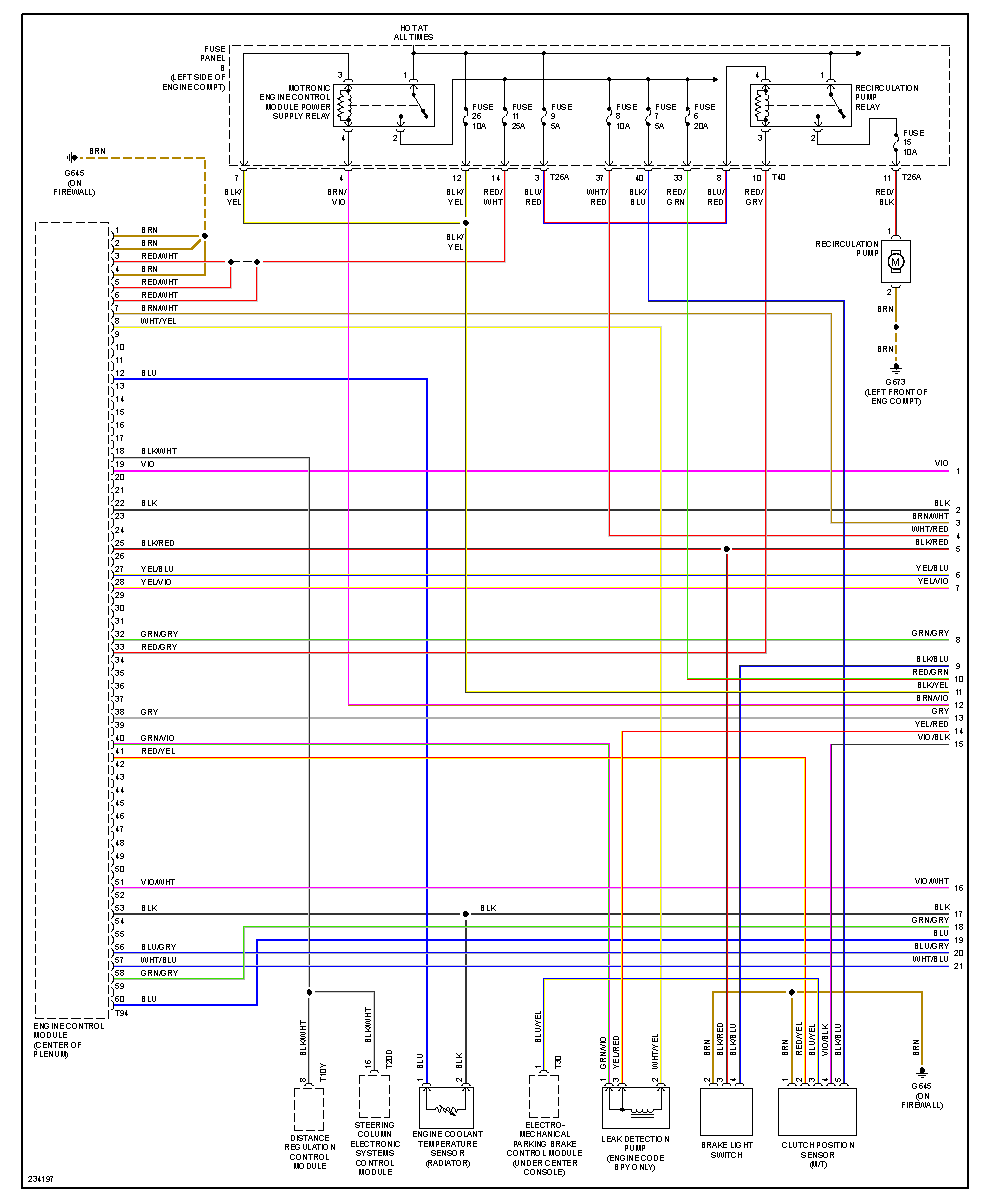 HOT AT
ALL TIMES
FUSE
PANEL
B
(LEFT SIDE OF
ENGINE COMPT)
3
1
MOTRONIC
ENGINE CONTROL
MODULE POWER
SUPPLY RELAY
4
2
FUSE
26
10A
FUSE
11
25A
FUSE
9
5A
FUSE
8
10A
FUSE
7
5A
FUSE
6
20A
4
1
RECIRCULATION
PUMP
RELAY
3
2
FUSE
15
10A
BRN
G645
(ON
FIREWALL)
7
4
12
14
3
T26A
37
40
33
8
10
T40
11
T26A
BLK/
YEL
BRN/
VIO
BLK/
YEL
RED/
WHT
BLU/
RED
WHT/
RED
BLK/
BLU
RED/
GRN
BLU/
RED
RED/
GRY
RED/
BLK
BLK/
YEL
1
RECIRCULATION
PUMP
M
2
BRN
BRN
G673
(LEFT FRONT OF
ENG COMPT)
1 BRN
2 BRN
3 RED/WHT
4 BRN
5 RED/WHT
6 RED/WHT
7 BRN/WHT
8 WHT/YEL
9
10
11
12 BLU
13
14
15
16
17
18 BLK/WHT
19 VIO
20
21
22 BLK
23
24
25 BLK/RED
26
27 YEL/BLU
28 YEL/VIO
29
30
31
32 GRN/GRY
33 RED/GRY
34
35
36
37
38 GRY
39
40 GRN/VIO
41 RED/YEL
42
43
44
45
46
47
48
49
50
51 VIO/WHT
52
53 BLK
54
55
56 BLU/GRY
57 WHT/BLU
58 GRN/GRY
59
60 BLU
T94
ENGINE CONTROL
MODULE
(CENTER OF
PLENUM)
BLK
VIO 1
BLK 2
BRN/WHT 3
WHT/RED 4
BLK/RED 5
YEL/BLU 6
YEL/VIO 7
GRN/GRY 8
BLK/BLU 9
RED/GRN 10
BLK/YEL 11
BRN/VIO 12
GRY 13
YEL/RED 14
VIO/BLK 15
VIO/WHT 16
BLK 17
GRN/GRY 18
BLU 19
BLU/GRY 20
WHT/BLU 21
BLK/WHT
8
T10Y
DISTANCE
REGULATION
CONTROL
MODULE
BLK/WHT
16
T20D
STEERING
COLUMN
ELECTRONIC
SYSTEMS
CONTROL
MODULE
BLU
1
BLK
2
ENGINE COOLANT
TEMPERATURE
SENSOR
(RADIATOR)
BLU/YEL
1
T3D
ELECTRO-
MECHANICAL
PARKING BRAKE
CONTROL MODULE
(UNDER CENTER
CONSOLE)
GRN/VIO
1
YEL/RED
3
WHT/YEL
2
LEAK DETECTION
PUMP
(ENGINE CODE
BPY ONLY)
BRN
2
BLK/RED
3
BLK/BLU
4
BRAKE LIGHT
SWITCH
BRN
1
RED/YEL
2
BLU/YEL
3
VIO/BLK
4
BLK/BLU
5
CLUTCH POSITION
SENSOR
(M/T)
BRN
G645
(ON
FIREWALL)
234197